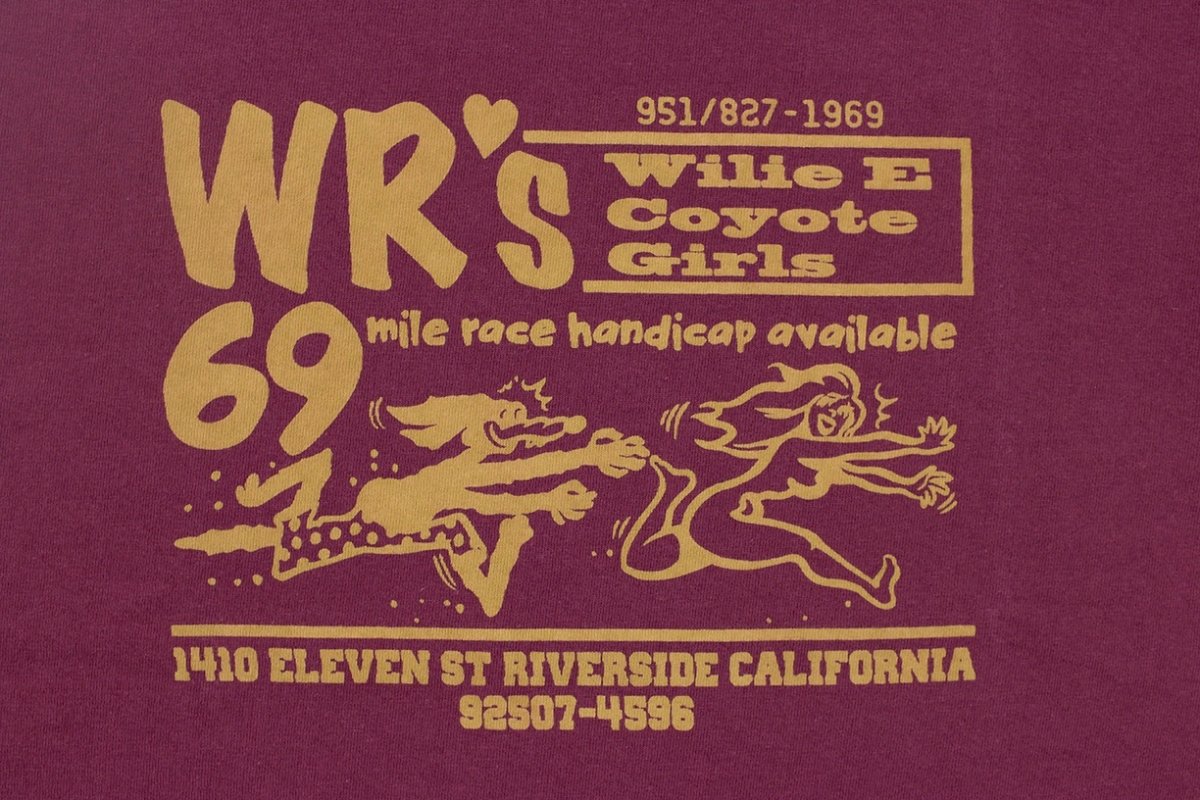 WR's
951/827-1969
Wilie E
Coyote
Girls
69 mile race handicap available
1410 ELEVEN ST RIVERSIDE CALIFORNIA
92507-4596